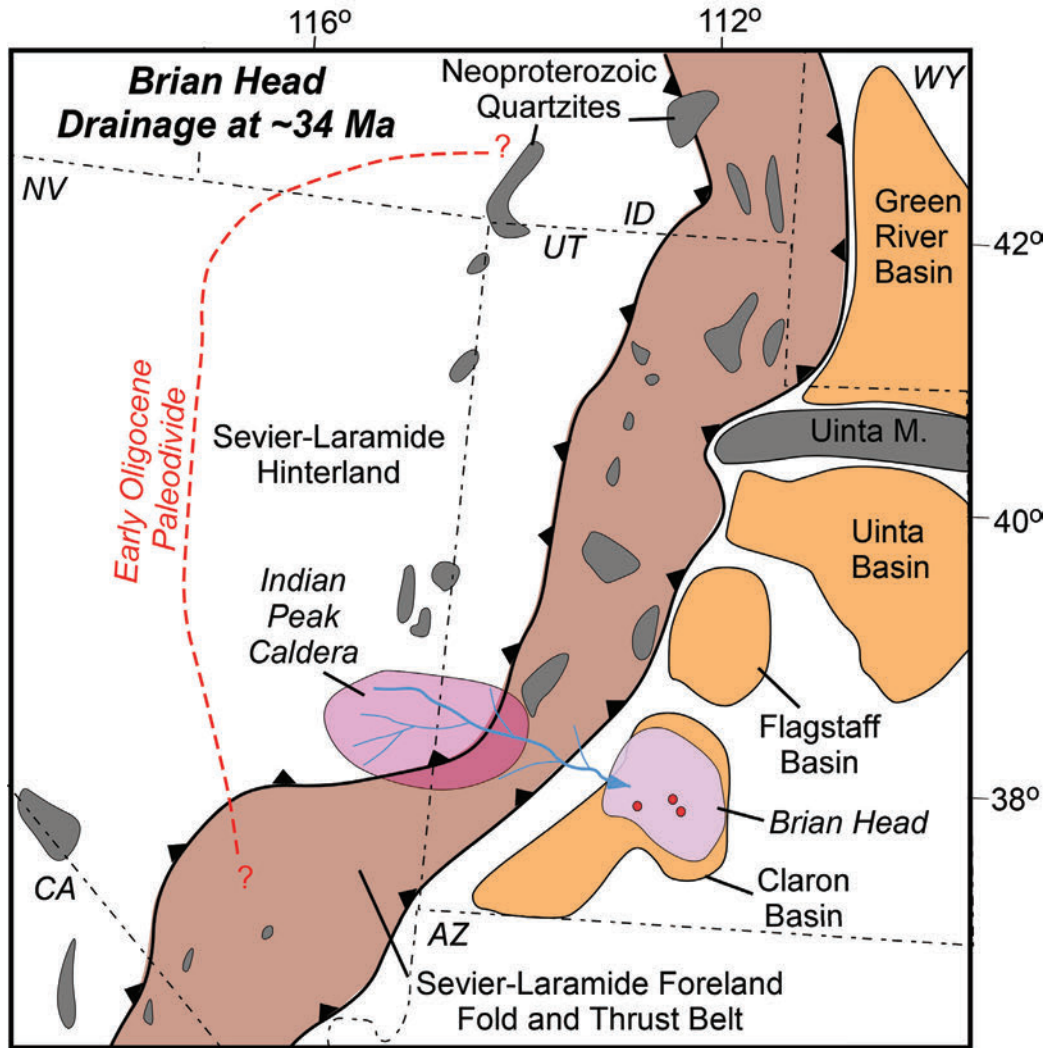 116º
112º
Brian Head
Drainage at ~34 Ma
Neoproterozoic
Quartzites
WY
?
NV
ID
UT
Green
River
Basin
42º
Early Oligocene
Paleodivide
Sevier-Laramide
Hinterland
Uinta M.
40º
Uinta
Basin
Indian
Peak
Caldera
Flagstaff
Basin
38º
Brian Head
?
CA
Claron
Basin
AZ
Sevier-Laramide Foreland
Fold and Thrust Belt